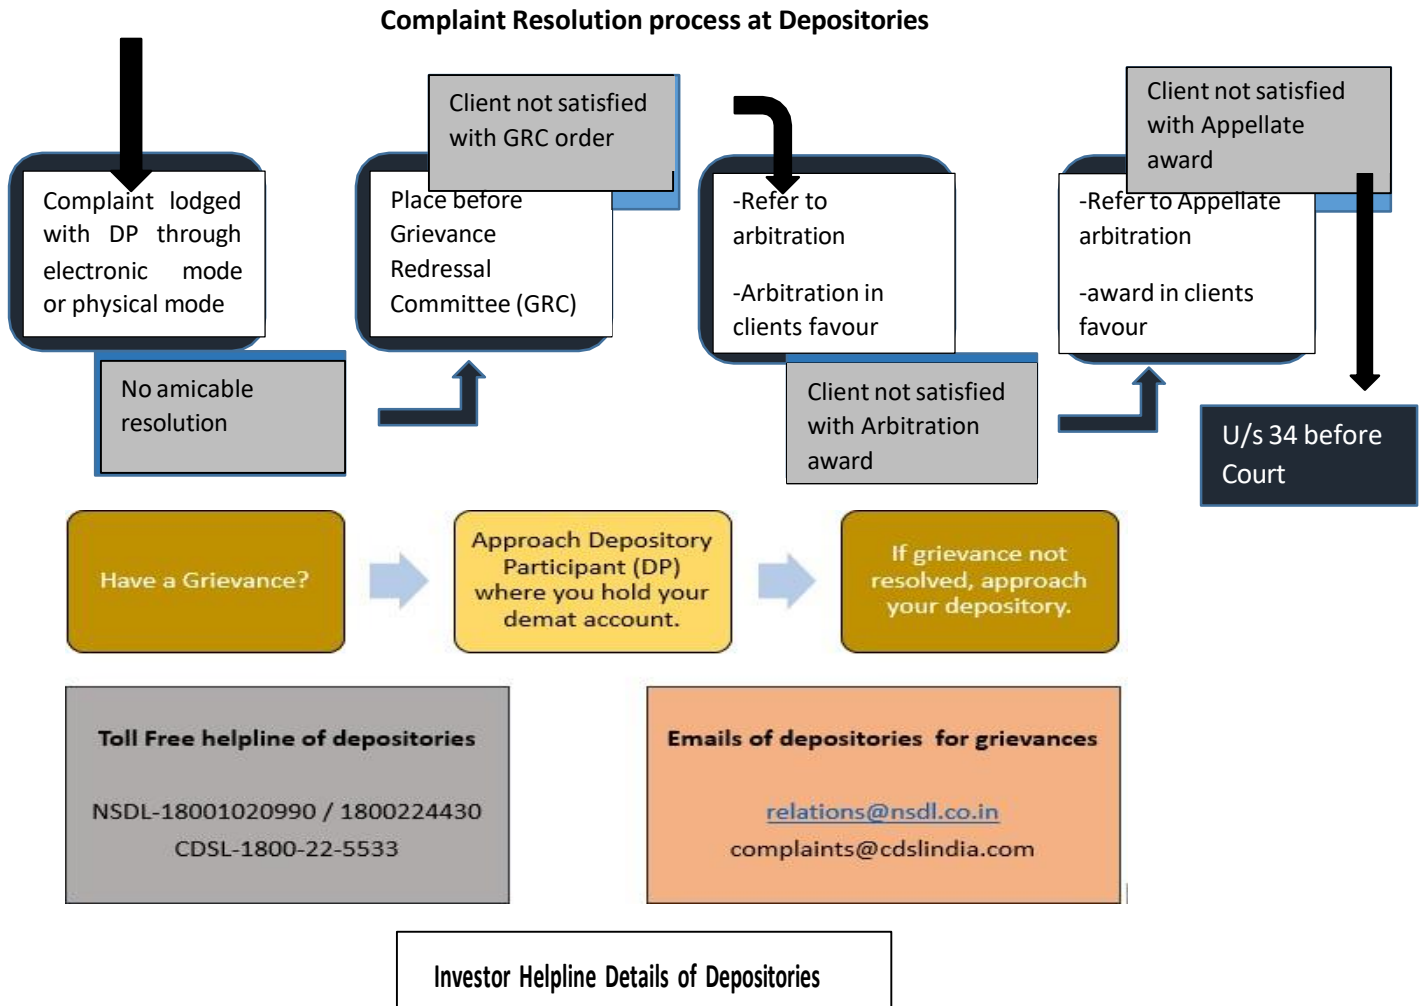 Complaint Resolution process at Depositories
Complaint lodged
with DP through
electronic mode
or physical mode
No amicable
resolution
Place before
Grievance
Redressal
Committee (GRC)
Client not satisfied
with GRC order
-Refer to
arbitration
-Arbitration in
clients favour
Client not satisfied
with Arbitration
award
-Refer to Appellate
arbitration
-award in clients
favour
Client not satisfied
with Appellate
award
U/s 34 before
Court
Have a Grievance?
Approach Depository
Participant (DP)
where you hold your
demat account.
If grievance not
resolved, approach
your depository.
Toll Free helpline of depositories
NSDL-18001020990 / 1800224430
CDSL-1800-22-5533
Emails of depositories for grievances
relations@nsdl.co.in
complaints@cdslindia.com
Investor Helpline Details of Depositories